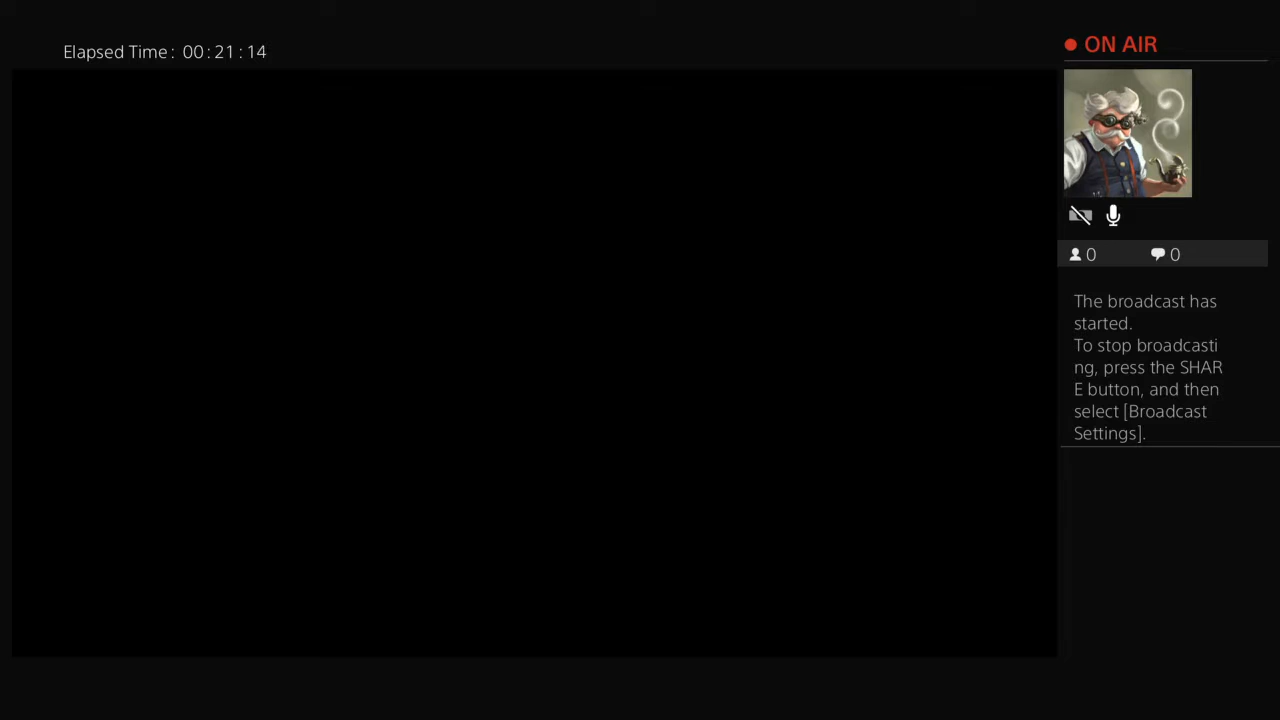 Elapsed Time: 00:21:14
ON AIR
0 0
The broadcast has
started.
To stop broadcasti
ng, press the SHAR
E button, and then
select [Broadcast
Settings].